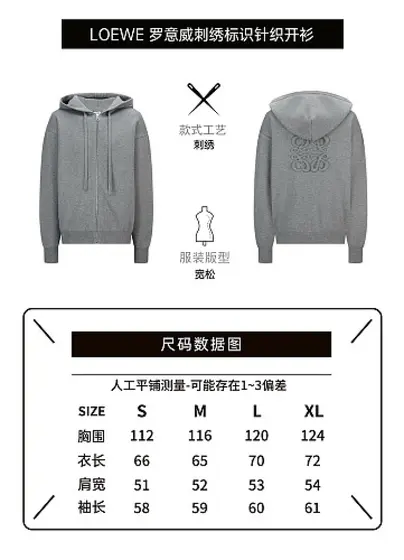 LOEWE 罗意威刺绣标识针织开衫
款式工艺
刺绣
服装版型
宽松
尺码数据图
人工平铺测量-可能存在1~3偏差
SIZE S M L XL
胸围 112 116 120 124
衣长 66 65 70 72
肩宽 51 52 53 54
袖长 58 59 60 61